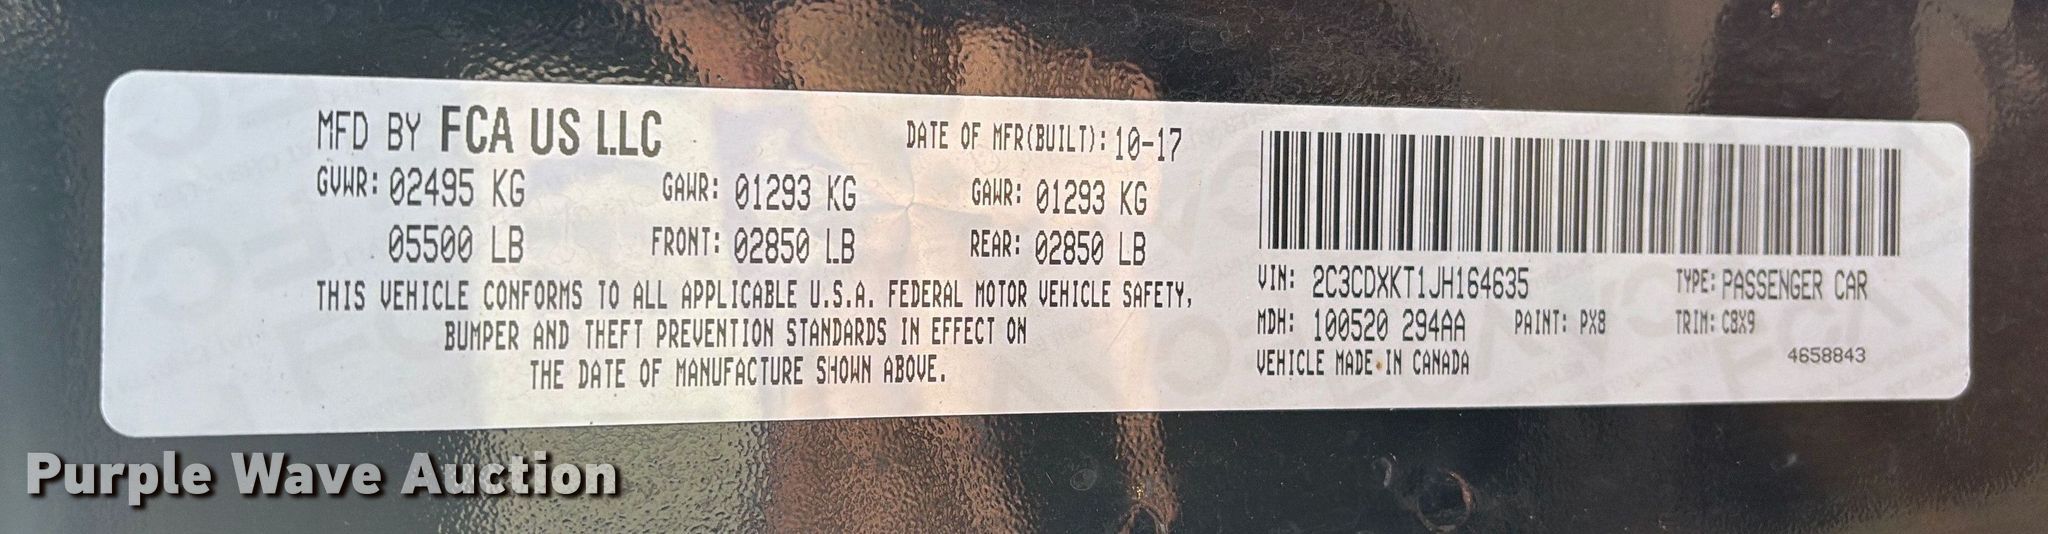 MFD BY FCA US LLC
DATE OF MFR(BUILT): 10-17
GVWR: 02495 KG GAWR: 01293 KG GAWR: 01293 KG
05500 LB FRONT: 02850 LB REAR: 02850 LB
THIS VEHICLE CONFORMS TO ALL APPLICABLE U.S.A. FEDERAL MOTOR VEHICLE SAFETY,
BUMPER AND THEFT PREVENTION STANDARDS IN EFFECT ON
THE DATE OF MANUFACTURE SHOWN ABOVE.
VIN: 2C3CDXKT1JH164635 TYPE: PASSENGER CAR
MDH: 100520 294AA PAINT: PX8 TRIM: C8X9
VEHICLE MADE IN CANADA 4658843
Purple Wave Auction